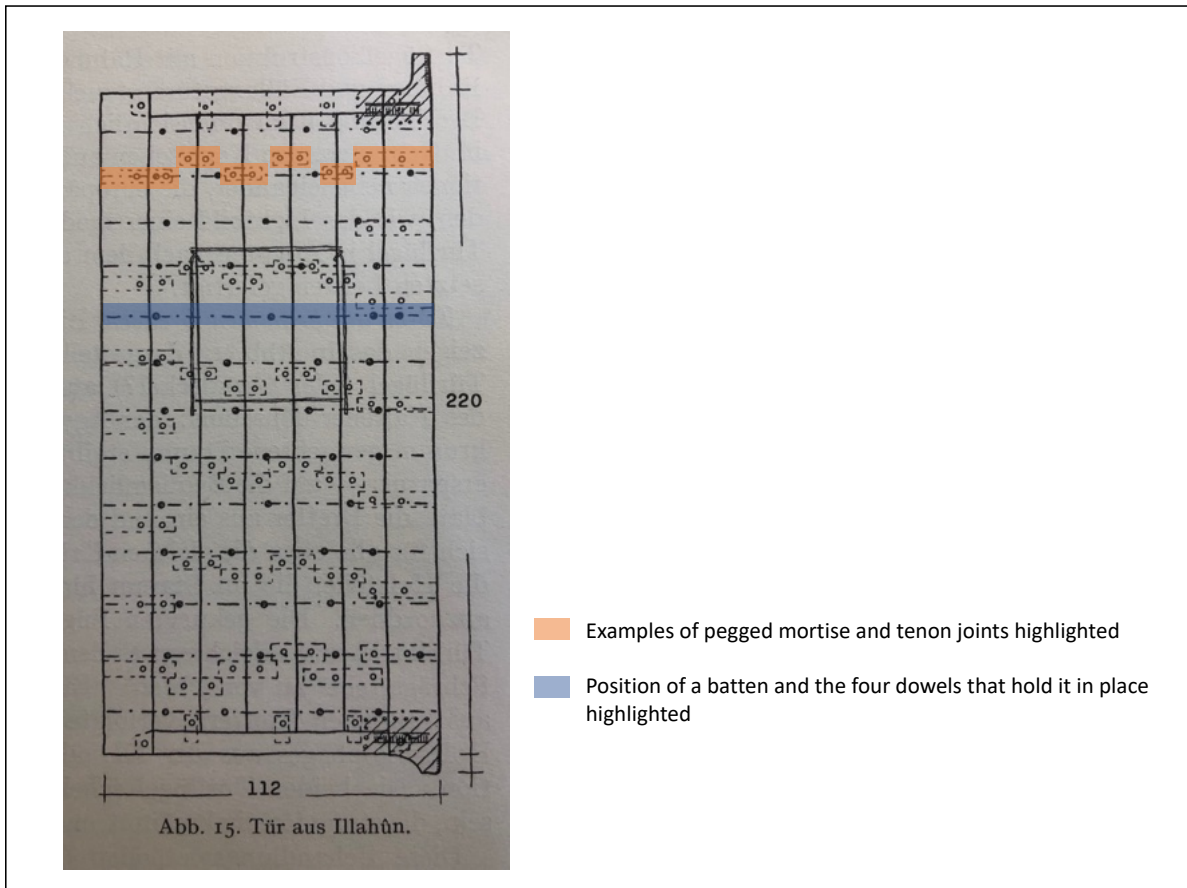 220
112
Abb. 15. Tür aus Illahûn.
Examples of pegged mortise and tenon joints highlighted
Position of a batten and the four dowels that hold it in place
highlighted